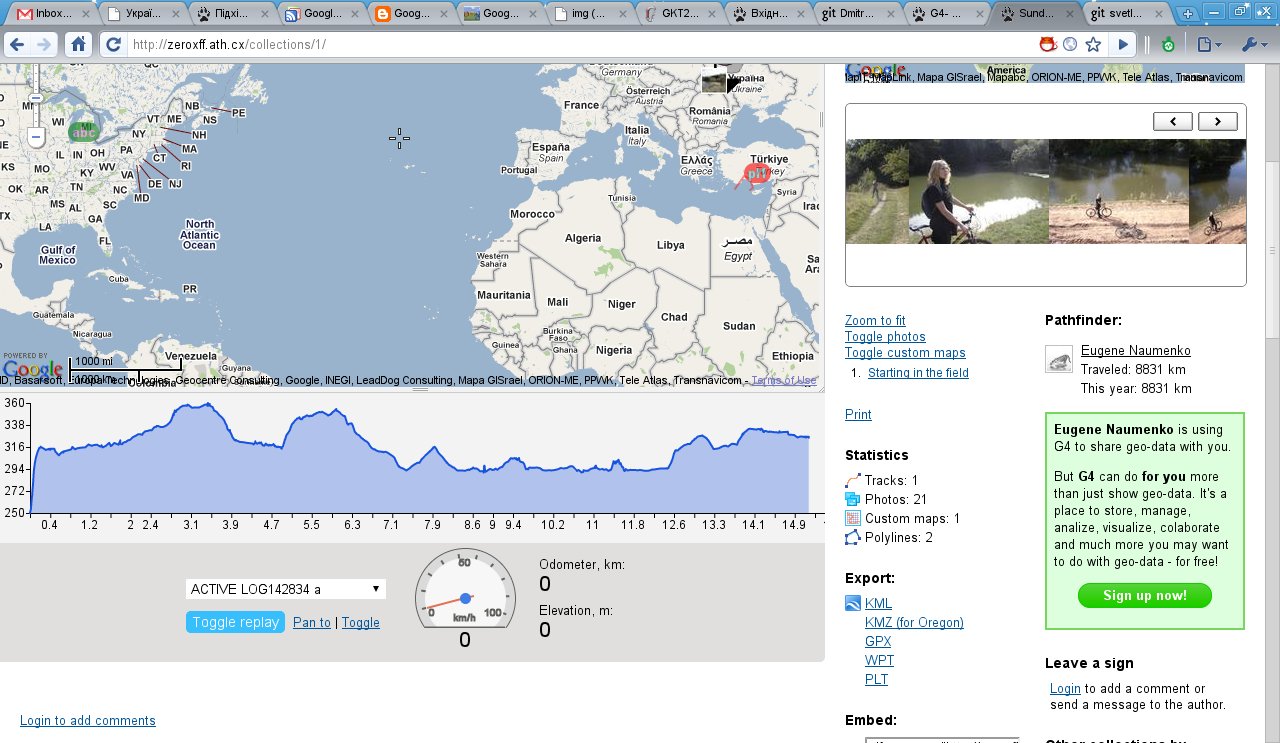 Inbox...
Украї...
Підхі...
Googl...
Goog...
Goog...
img (...
GKT2...
Вхідн...
git Dmitr...
G4- ...
Sund...
git svetl...
http://zeroxff.ath.cx/collections/1/
Deutschland
Germany
Україна
Ukraine
France
Österreich
Austria
România
Romania
Italia
Italy
España
Spain
Portugal
Ελλάς
Greece
Türkiye
Turkey
Syria
Tunisia
Morocco
Algeria
Libya
مصر
Egypt
Western
Sahara
Mauritania
Mali
Niger
Chad
Sudan
Burkina
Faso
Guinea
Ghana
Nigeria
Ethiopia
NB
PE
NS
VT
ME
NY
NH
MA
RI
CT
NJ
DE
MD
MI
abc
pl1
WI
IA
IL
IN
OH
PA
MO
KY
WV
VA
OK
AR
TN
NC
SC
MS
AL
GA
LA
FL
North
Atlantic
Ocean
Gulf of
Mexico
Cuba
PR
Guatemala
Nicaragua
Venezuela
Guyana
Colombia
POWERED BY
Google
1000 mi
1000 km
Basarsoft, Europa Technologies, Geocentre Consulting, Google, INEGI, LeadDog Consulting, Mapa GISrael, ORION-ME, PPWK, Tele Atlas, Transnavicom - Terms of Use
South
America
Google
MapLink, Mapa GISrael, Mapabc, ORION-ME, PPWK, Tele Atlas, Transnavicom
Zoom to fit
Toggle photos
Toggle custom maps
1. Starting in the field
Print
Statistics
Tracks: 1
Photos: 21
Custom maps: 1
Polylines: 2
Export:
KML
KMZ (for Oregon)
GPX
WPT
PLT
Embed:
Pathfinder:
Eugene Naumenko
Traveled: 8831 km
This year: 8831 km
Eugene Naumenko is using
G4 to share geo-data with you.
But G4 can do for you more
than just show geo-data. It's a
place to store, manage,
analize, visualize, colaborate
and much more you may want
to do with geo-data - for free!
Sign up now!
Leave a sign
Login to add a comment or
send a message to the author.
Other collections by
360
338
316
294
272
250
0.4 1.2 2 2.4 3.1 3.9 4.7 5.5 6.3 7.1 7.9 8.6 9 9.4 10.2 11 11.8 12.6 13.3 14.1 14.9
ACTIVE LOG142834 a
Toggle replay
Pan to | Toggle
0
50
100
km/h
0
Odometer, km:
0
Elevation, m:
0
Login to add comments